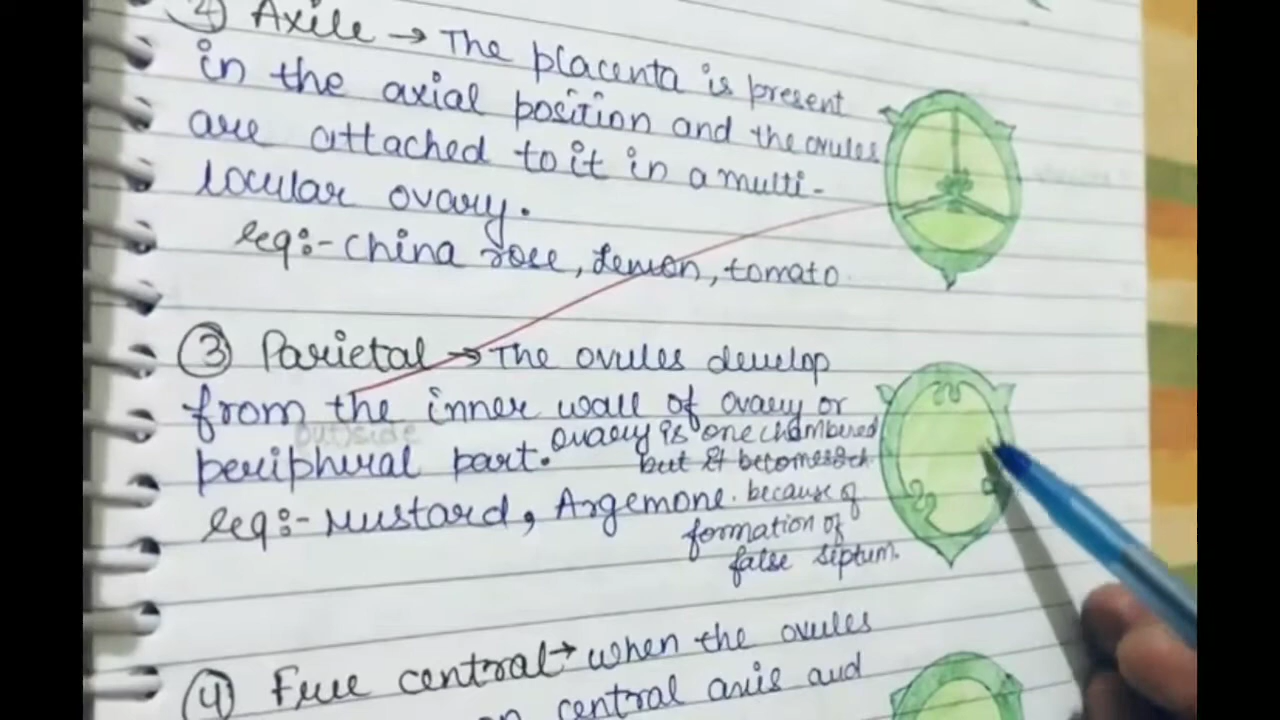 2) Axile → The placenta is present
in the axial position and the ovules
are attached to it in a multi-
locular ovary.
eg:- China rose, Lemon, tomato
3) Parietal → The ovules develop
from the inner wall of ovary or
outside
peripheral part. ovary is one chambered
but it becomes 2ch
eg:- Mustard, Argemone. because of
formation of
false septum.
4) Free central → when the ovules
central axis and